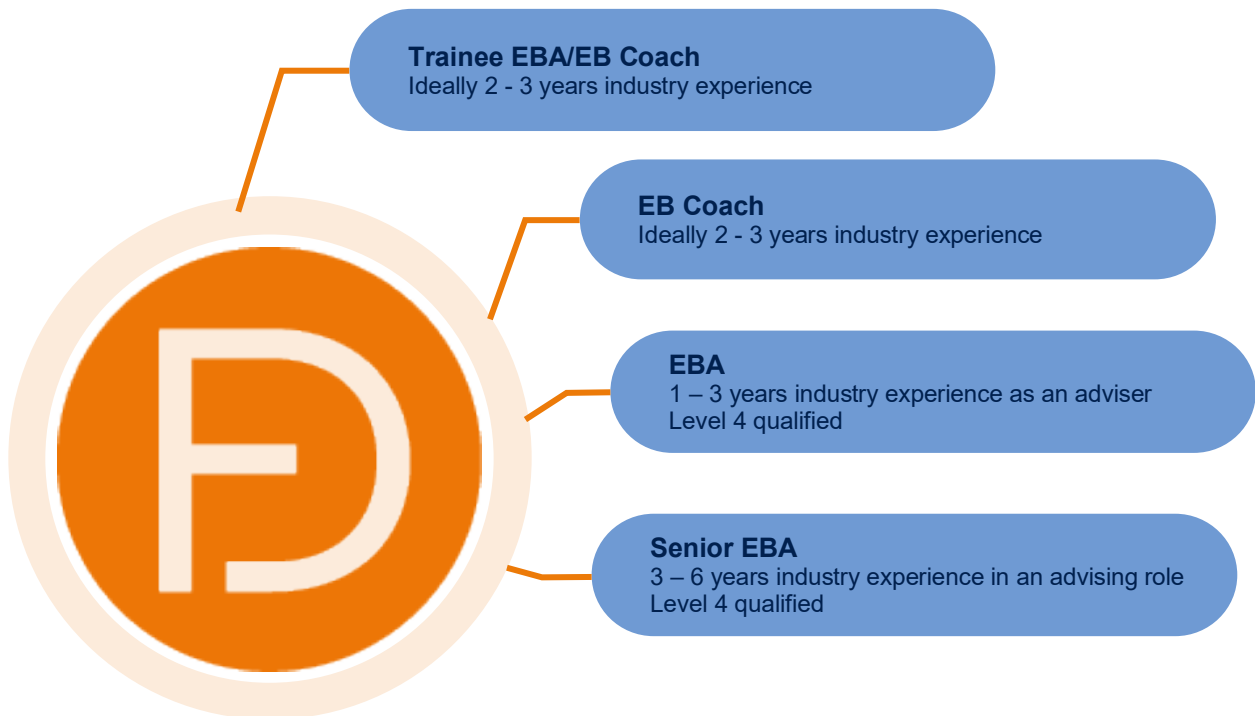 Trainee EBA/EB Coach
Ideally 2 - 3 years industry experience
EB Coach
Ideally 2 - 3 years industry experience
EBA
1 – 3 years industry experience as an adviser
Level 4 qualified
Senior EBA
3 – 6 years industry experience in an advising role
Level 4 qualified